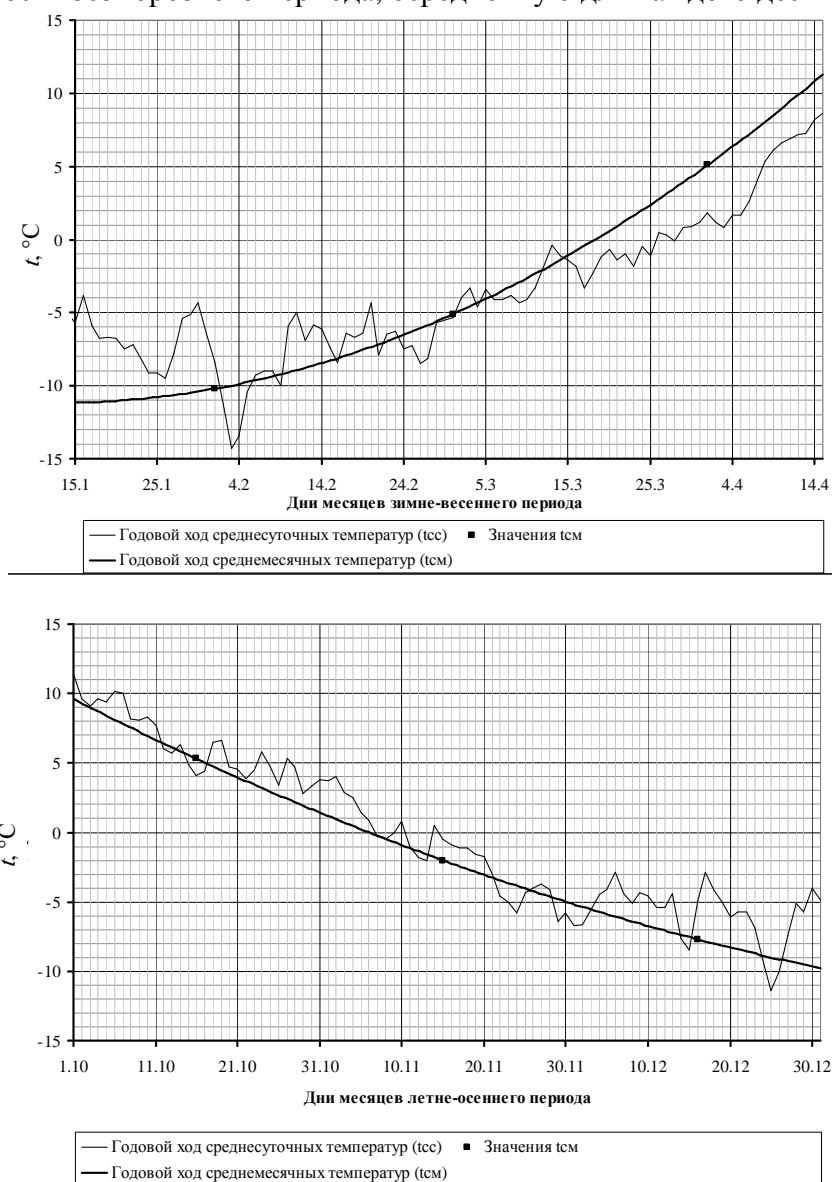 15
10
5
0
-5
-10
-15
t, °C
15.1 25.1 4.2 14.2 24.2 5.3 15.3 25.3 4.4 14.4
Дни месяцев зимне-весеннего периода
Годовой ход среднесуточных температур (tсс) Значения tсм
Годовой ход среднемесячных температур (tсм)
15
10
5
0
-5
-10
-15
t, °C
1.10 11.10 21.10 31.10 10.11 20.11 30.11 10.12 20.12 30.12
Дни месяцев летне-осеннего периода
Годовой ход среднесуточных температур (tсс) Значения tсм
Годовой ход среднемесячных температур (tсм)